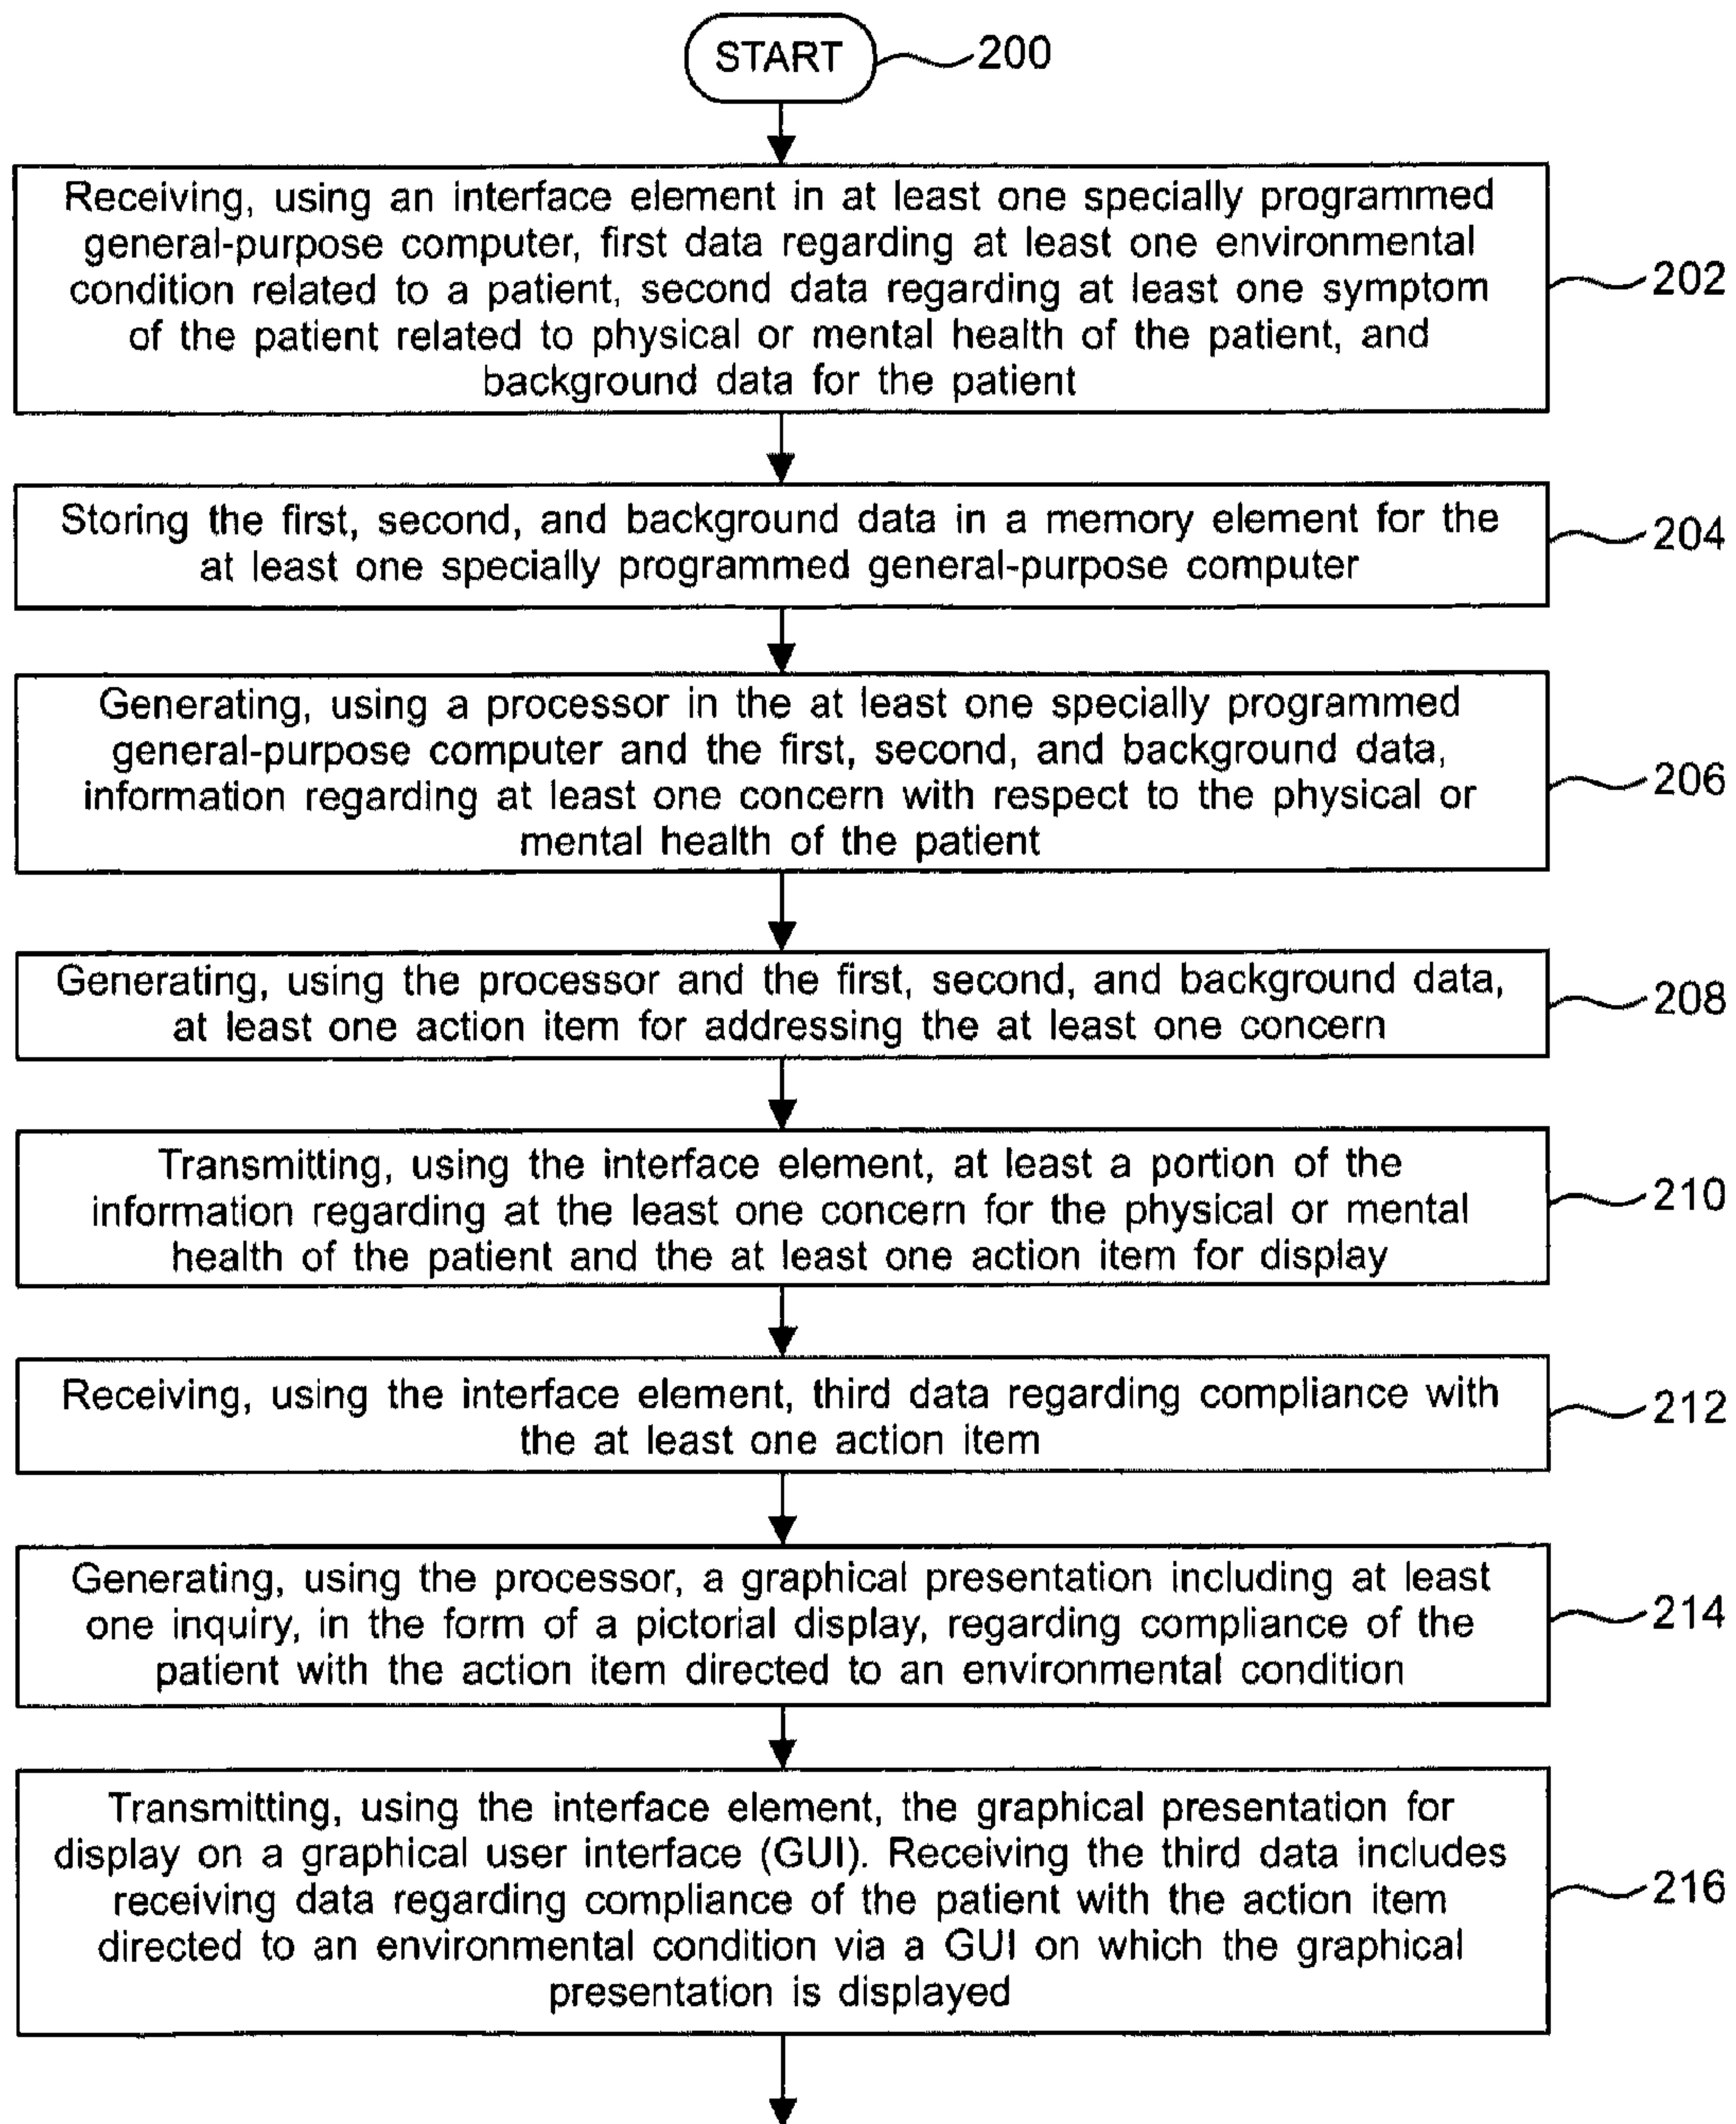 START
200
Receiving, using an interface element in at least one specially programmed
general-purpose computer, first data regarding at least one environmental
condition related to a patient, second data regarding at least one symptom
of the patient related to physical or mental health of the patient, and
background data for the patient
202
Storing the first, second, and background data in a memory element for the
at least one specially programmed general-purpose computer
204
Generating, using a processor in the at least one specially programmed
general-purpose computer and the first, second, and background data,
information regarding at least one concern with respect to the physical or
mental health of the patient
206
Generating, using the processor and the first, second, and background data,
at least one action item for addressing the at least one concern
208
Transmitting, using the interface element, at least a portion of the
information regarding at the least one concern for the physical or mental
health of the patient and the at least one action item for display
210
Receiving, using the interface element, third data regarding compliance with
the at least one action item
212
Generating, using the processor, a graphical presentation including at least
one inquiry, in the form of a pictorial display, regarding compliance of the
patient with the action item directed to an environmental condition
214
Transmitting, using the interface element, the graphical presentation for
display on a graphical user interface (GUI). Receiving the third data includes
receiving data regarding compliance of the patient with the action item
directed to an environmental condition via a GUI on which the graphical
presentation is displayed
216